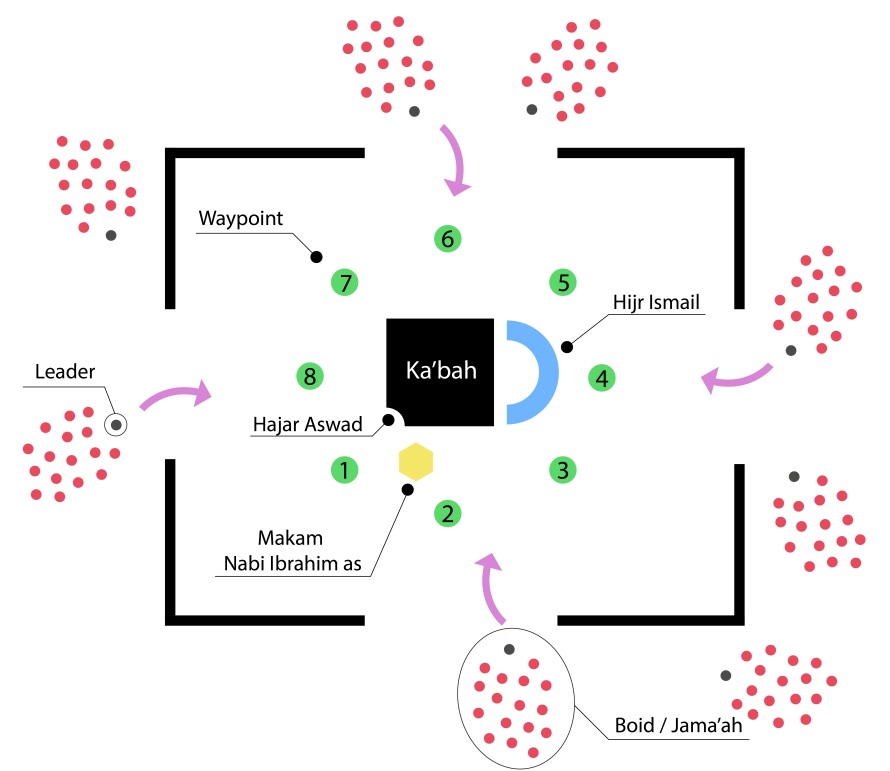 6
Waypoint
7
5
Hijr Ismail
Ka'bah
Leader
8
4
Hajar Aswad
1
3
2
Makam
Nabi Ibrahim as
Boid / Jama'ah